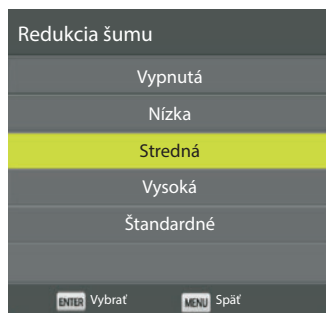 Redukcia šumu
Vypnutá
Nízka
Stredná
Vysoká
Štandardné
ENTER Vybrať MENU Späť